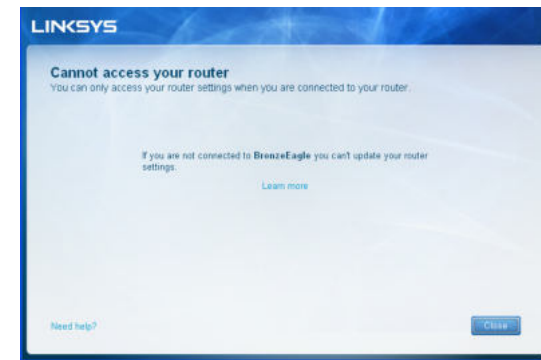 LINKSYS
Cannot access your router
You can only access your router settings when you are connected to your router.
If you are not connected to BronzeEagle you can't update your router
settings.
Learn more
Need help?
Close